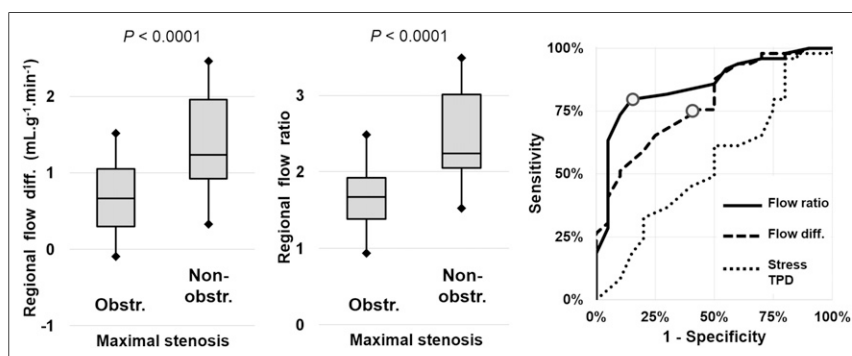 P < 0.0001
Regional flow diff. (mL.g⁻¹.min⁻¹)
2
1
0
-1
Obstr.
Non-
obstr.
Maximal stenosis
P < 0.0001
Regional flow ratio
3
2
1
0
Obstr.
Non-
obstr.
Maximal stenosis
Sensitivity
100%
75%
50%
25%
0%
Flow ratio
Flow diff.
Stress
TPD
0%
25%
50%
75%
100%
1 - Specificity